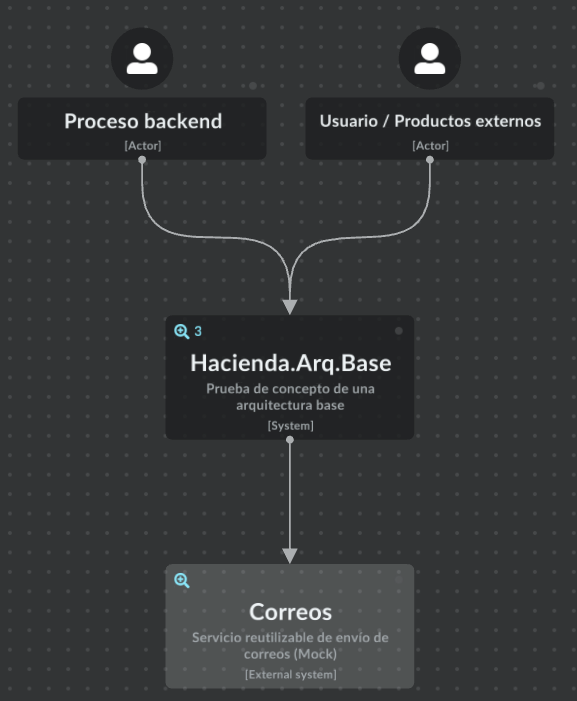 Proceso backend
[Actor]
Usuario / Productos externos
[Actor]
3
Hacienda.Arq.Base
Prueba de concepto de una
arquitectura base
[System]
Correos
Servicio reutilizable de envío de
correos (Mock)
[External system]